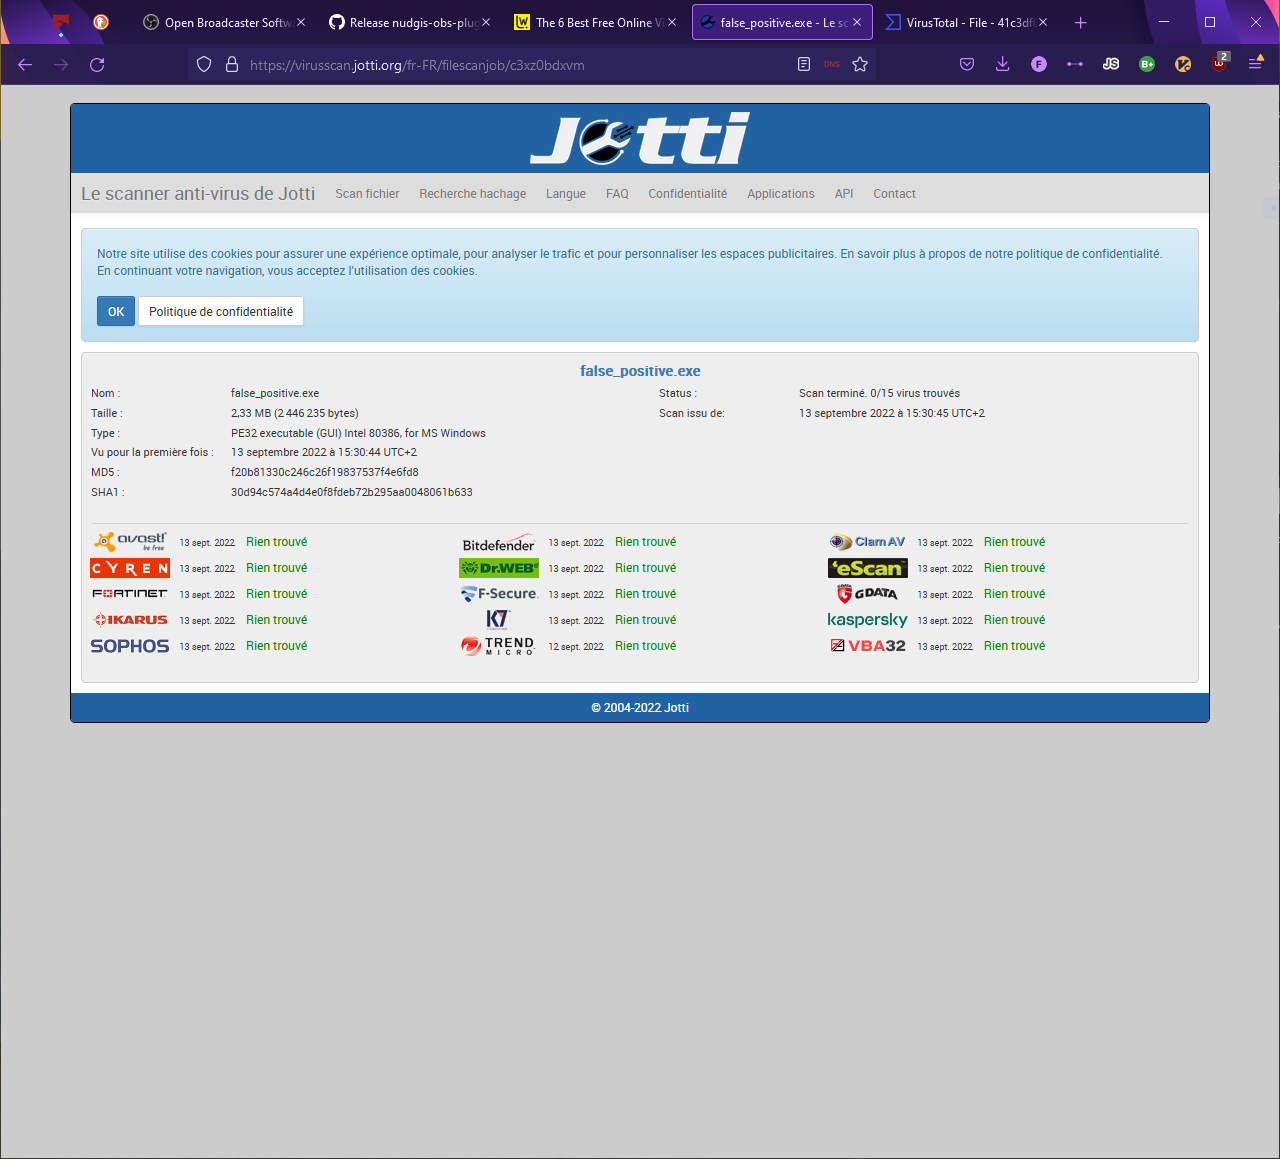 Open Broadcaster Softw
Release nudgis-obs-plug
The 6 Best Free Online Vi
false_positive.exe - Le sc
VirusTotal - File - 41c3df
https://virusscan.jotti.org/fr-FR/filescanjob/c3xz0bdxvm
DNS
F
JS
B+
2
Jotti
Le scanner anti-virus de Jotti Scan fichier Recherche hachage Langue FAQ Confidentialité Applications API Contact
Notre site utilise des cookies pour assurer une expérience optimale, pour analyser le trafic et pour personnaliser les espaces publicitaires. En savoir plus à propos de notre politique de confidentialité.
En continuant votre navigation, vous acceptez l'utilisation des cookies.
OK Politique de confidentialité
false_positive.exe
Nom : false_positive.exe Status : Scan terminé. 0/15 virus trouvés
Taille : 2,33 MB (2 446 235 bytes) Scan issu de: 13 septembre 2022 à 15:30:45 UTC+2
Type : PE32 executable (GUI) Intel 80386, for MS Windows
Vu pour la première fois : 13 septembre 2022 à 15:30:44 UTC+2
MD5 : f20b81330c246c26f19837537f4e6fd8
SHA1 : 30d94c574a4d4e0f8fdeb72b295aa0048061b633
avast! be free 13 sept. 2022 Rien trouvé Bitdefender 13 sept. 2022 Rien trouvé Clam AV 13 sept. 2022 Rien trouvé
CYREN 13 sept. 2022 Rien trouvé Dr.WEB 13 sept. 2022 Rien trouvé eScan 13 sept. 2022 Rien trouvé
FORTINET 13 sept. 2022 Rien trouvé F-Secure. 13 sept. 2022 Rien trouvé G DATA 13 sept. 2022 Rien trouvé
IKARUS 13 sept. 2022 Rien trouvé K7 13 sept. 2022 Rien trouvé kaspersky 13 sept. 2022 Rien trouvé
SOPHOS 13 sept. 2022 Rien trouvé TREND MICRO 12 sept. 2022 Rien trouvé VBA32 13 sept. 2022 Rien trouvé
© 2004-2022 Jotti